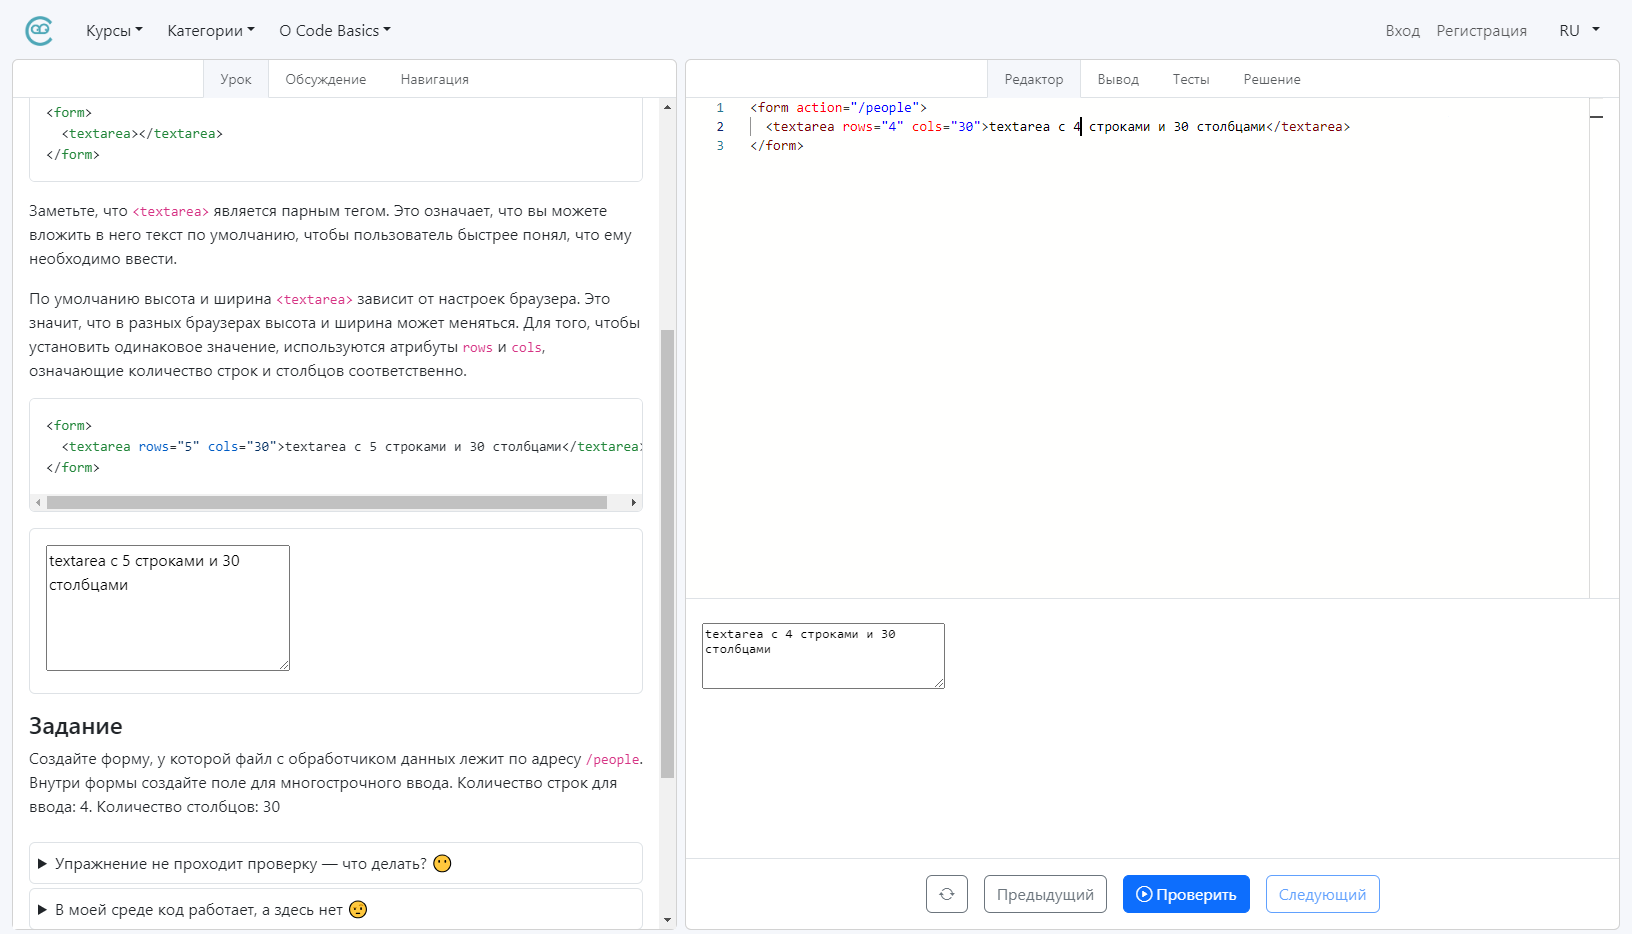 Курсы Категории О Code Basics Вход Регистрация RU
Урок Обсуждение Навигация
<form>
<textarea></textarea>
</form>
Заметьте, что <textarea> является парным тегом. Это означает, что вы можете
вложить в него текст по умолчанию, чтобы пользователь быстрее понял, что ему
необходимо ввести.
По умолчанию высота и ширина <textarea> зависит от настроек браузера. Это
значит, что в разных браузерах высота и ширина может меняться. Для того, чтобы
установить одинаковое значение, используются атрибуты rows и cols,
означающие количество строк и столбцов соответственно.
<form>
<textarea rows="5" cols="30">textarea с 5 строками и 30 столбцами</textarea>
</form>
textarea с 5 строками и 30
столбцами
Задание
Создайте форму, у которой файл с обработчиком данных лежит по адресу /people.
Внутри формы создайте поле для многострочного ввода. Количество строк для
ввода: 4. Количество столбцов: 30
Упражнение не проходит проверку — что делать? 😶
В моей среде код работает, а здесь нет 🤨
Редактор Вывод Тесты Решение
1 <form action="/people">
2 <textarea rows="4" cols="30">textarea с 4 строками и 30 столбцами</textarea>
3 </form>
textarea с 4 строками и 30
столбцами
Предыдущий Проверить Следующий